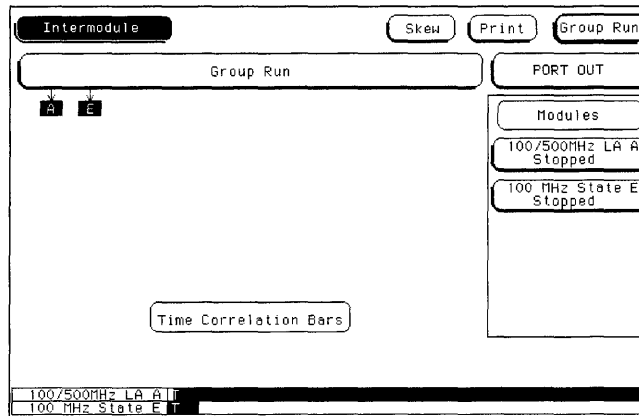 Intermodule
Skew
Print
Group Run
Group Run
PORT OUT
A E
Modules
100/500MHz LA A
Stopped
100 MHz State E
Stopped
Time Correlation Bars
100/500MHz LA A T
100 MHz State E T